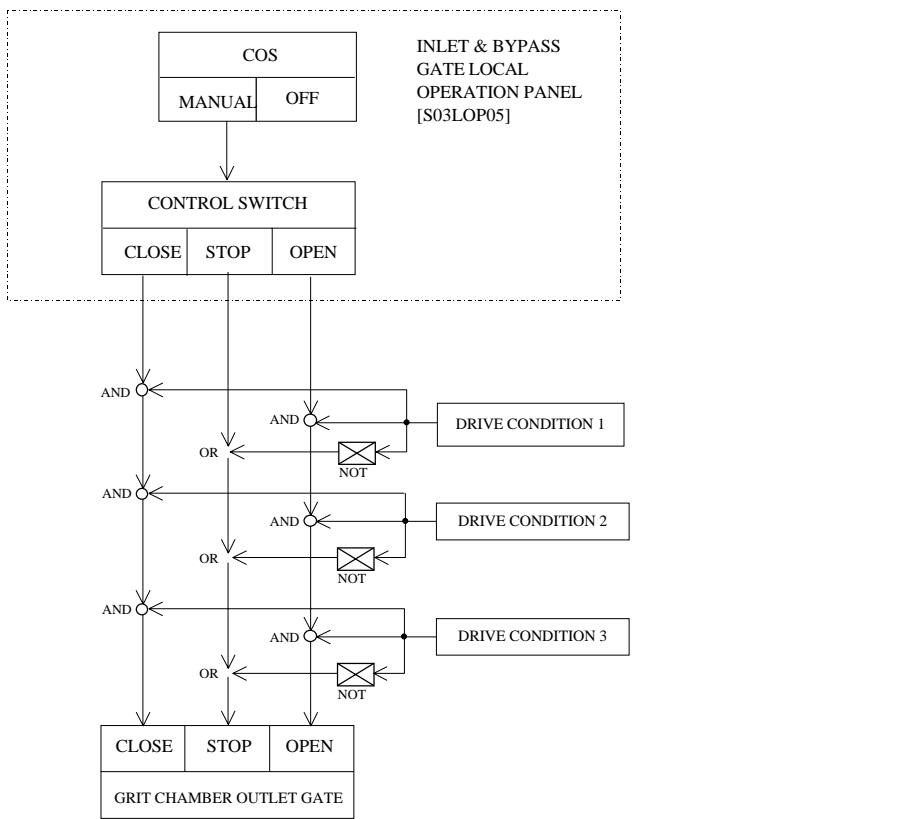 COS
MANUAL OFF
INLET & BYPASS
GATE LOCAL
OPERATION PANEL
[S03LOP05]
CONTROL SWITCH
CLOSE STOP OPEN
AND
AND
DRIVE CONDITION 1
OR
NOT
AND
AND
DRIVE CONDITION 2
OR
NOT
AND
AND
DRIVE CONDITION 3
OR
NOT
CLOSE STOP OPEN
GRIT CHAMBER OUTLET GATE